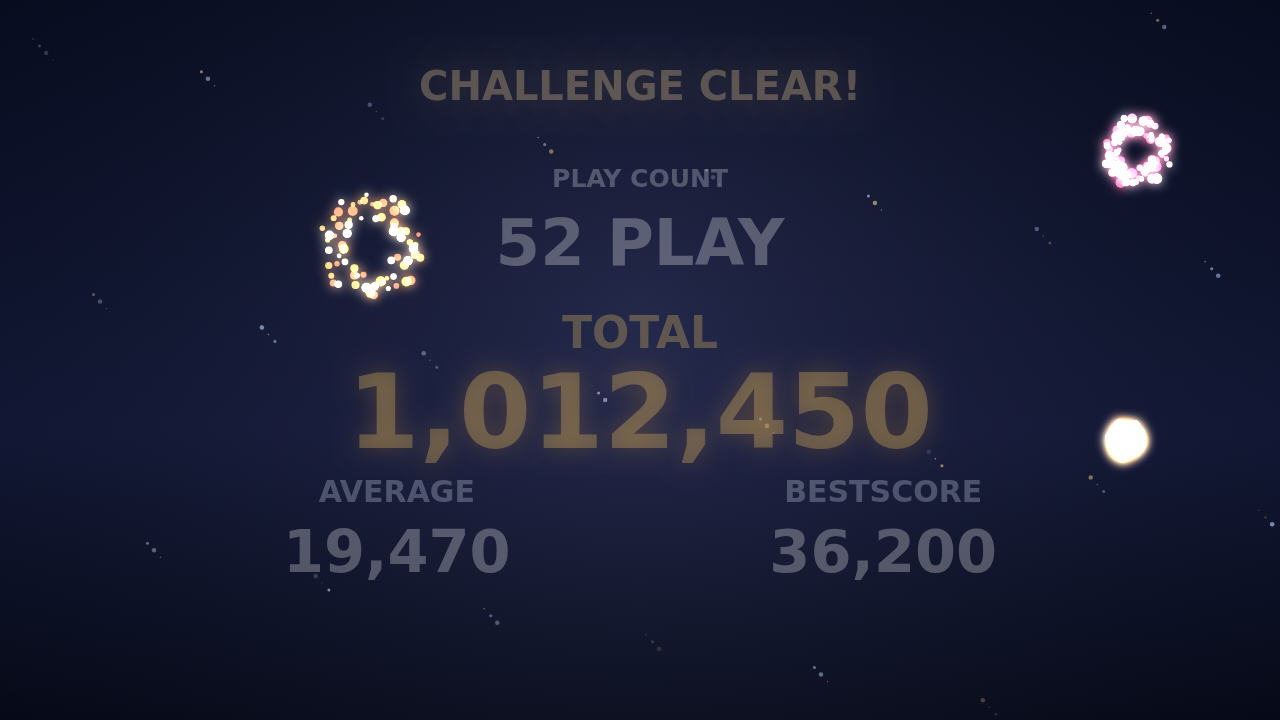 CHALLENGE CLEAR!
PLAY COUNT
52 PLAY
TOTAL
1,012,450
AVERAGE
BESTSCORE
19,470
36,200